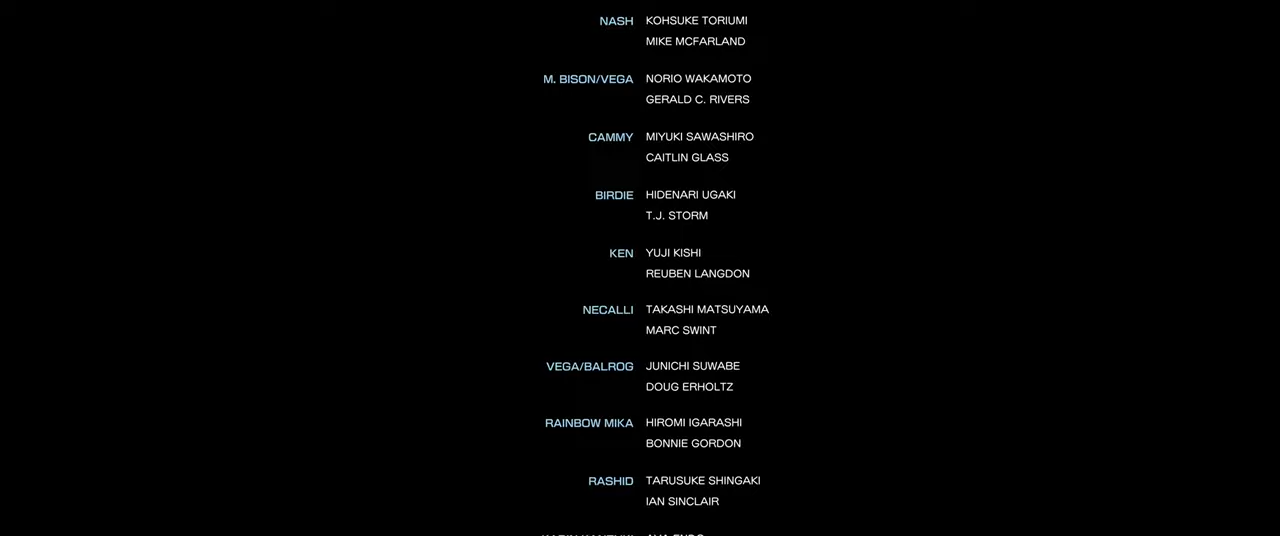 NASH KOHSUKE TORIUMI
MIKE MCFARLAND
M. BISON/VEGA NORIO WAKAMOTO
GERALD C. RIVERS
CAMMY MIYUKI SAWASHIRO
CAITLIN GLASS
BIRDIE HIDENARI UGAKI
T.J. STORM
KEN YUJI KISHI
REUBEN LANGDON
NECALLI TAKASHI MATSUYAMA
MARC SWINT
VEGA/BALROG JUNICHI SUWABE
DOUG ERHOLTZ
RAINBOW MIKA HIROMI IGARASHI
BONNIE GORDON
RASHID TARUSUKE SHINGAKI
IAN SINCLAIR